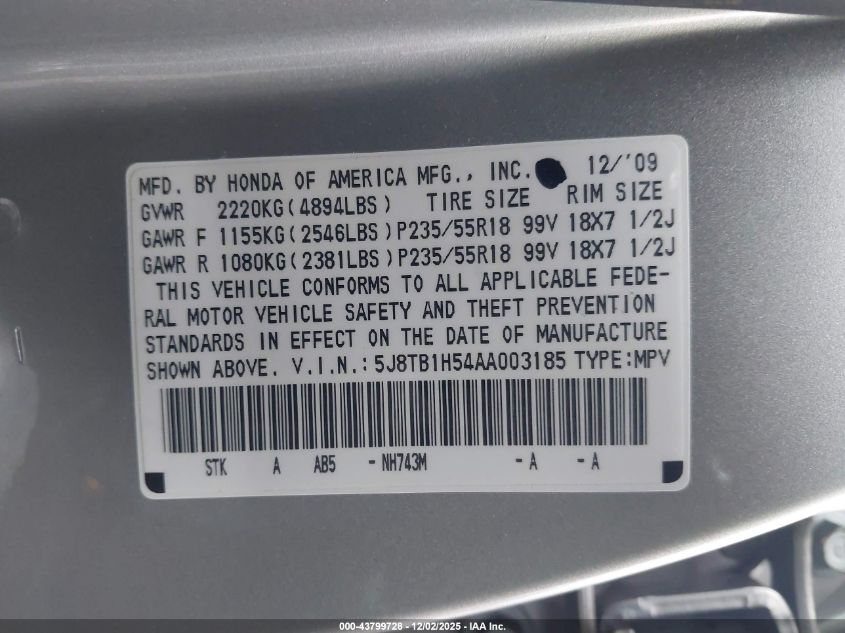 MFD. BY HONDA OF AMERICA MFG., INC. 12/'09
GVWR 2220KG(4894LBS) TIRE SIZE RIM SIZE
GAWR F 1155KG(2546LBS)P235/55R18 99V 18X7 1/2J
GAWR R 1080KG(2381LBS)P235/55R18 99V 18X7 1/2J
THIS VEHICLE CONFORMS TO ALL APPLICABLE FEDE-
RAL MOTOR VEHICLE SAFETY AND THEFT PREVENTION
STANDARDS IN EFFECT ON THE DATE OF MANUFACTURE
SHOWN ABOVE. V.I.N.:5J8TB1H54AA003185 TYPE:MPV
STK A AB5 -NH743M -A -A
000-43799728 - 12/02/2025 - IAA Inc.